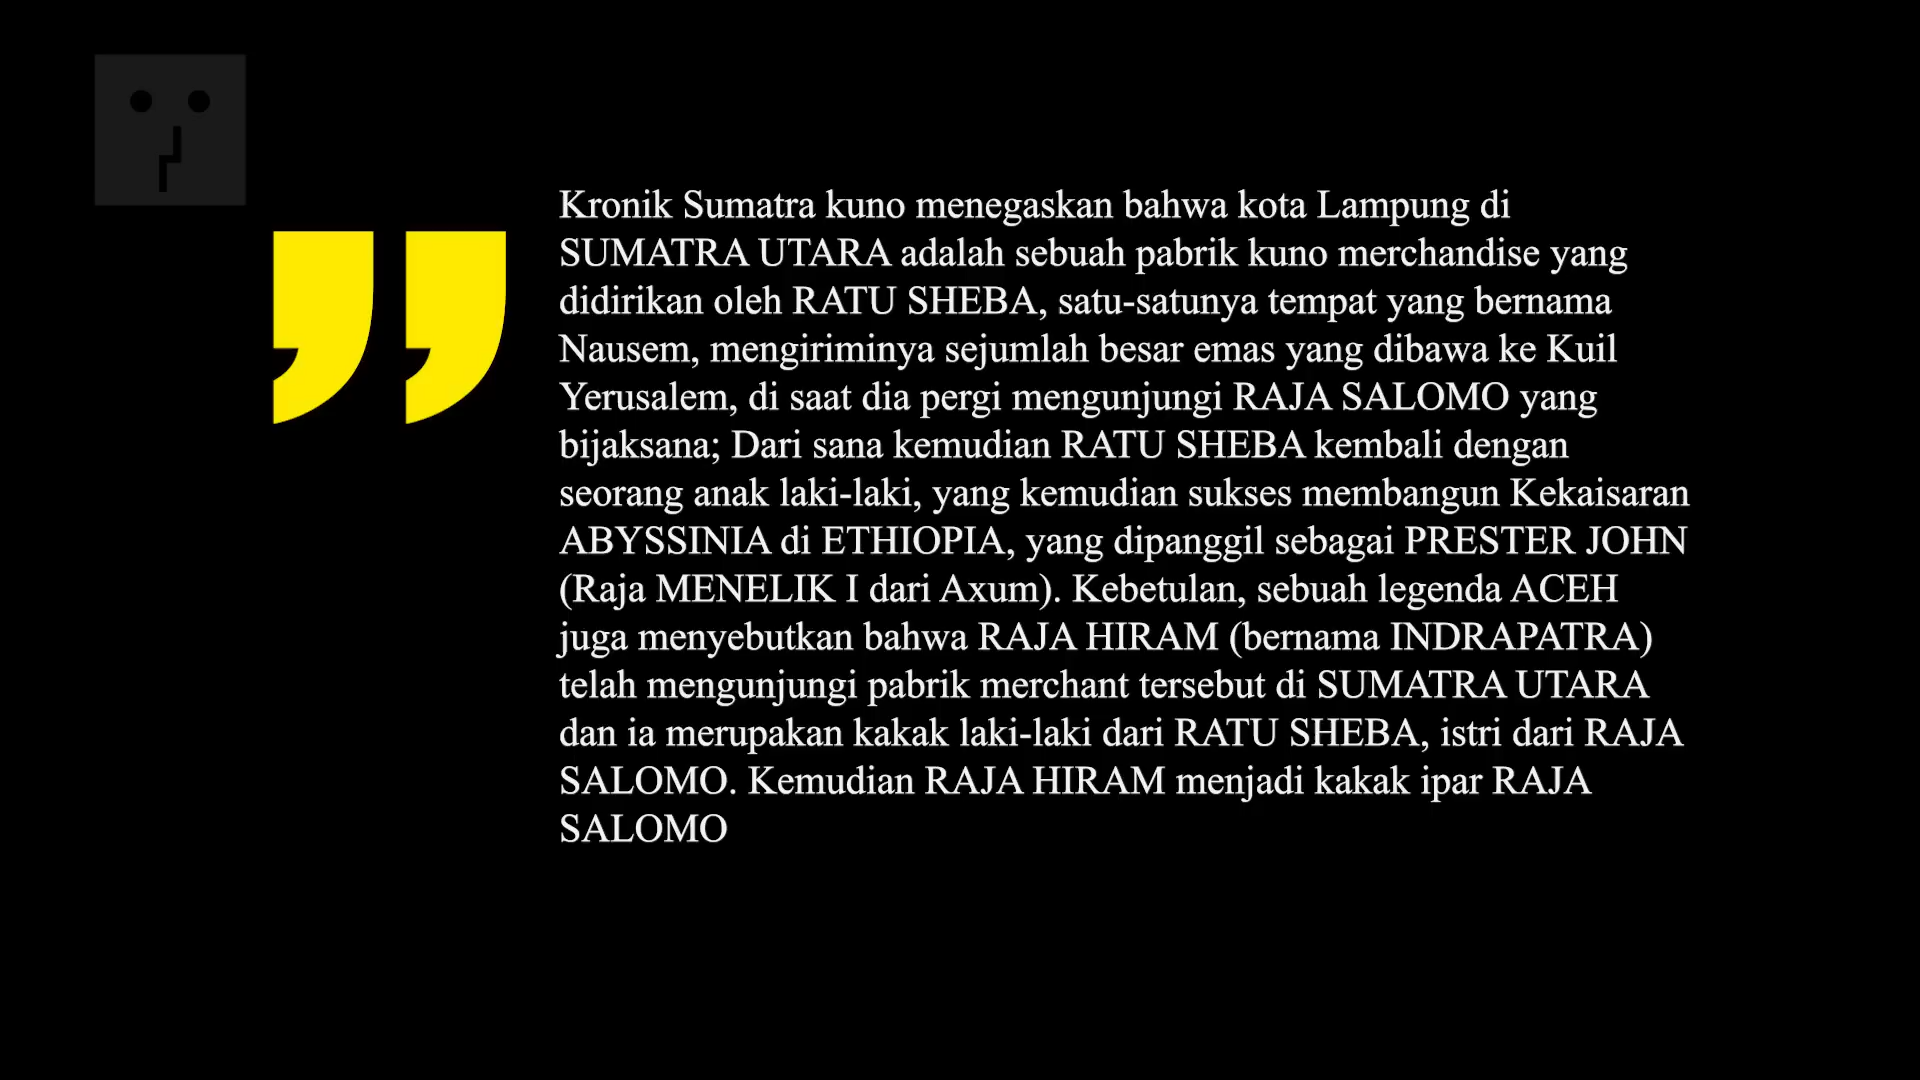 Kronik Sumatra kuno menegaskan bahwa kota Lampung di
SUMATRA UTARA adalah sebuah pabrik kuno merchandise yang
didirikan oleh RATU SHEBA, satu-satunya tempat yang bernama
Nausem, mengiriminya sejumlah besar emas yang dibawa ke Kuil
Yerusalem, di saat dia pergi mengunjungi RAJA SALOMO yang
bijaksana; Dari sana kemudian RATU SHEBA kembali dengan
seorang anak laki-laki, yang kemudian sukses membangun Kekaisaran
ABYSSINIA di ETHIOPIA, yang dipanggil sebagai PRESTER JOHN
(Raja MENELIK I dari Axum). Kebetulan, sebuah legenda ACEH
juga menyebutkan bahwa RAJA HIRAM (bernama INDRAPATRA)
telah mengunjungi pabrik merchant tersebut di SUMATRA UTARA
dan ia merupakan kakak laki-laki dari RATU SHEBA, istri dari RAJA
SALOMO. Kemudian RAJA HIRAM menjadi kakak ipar RAJA
SALOMO